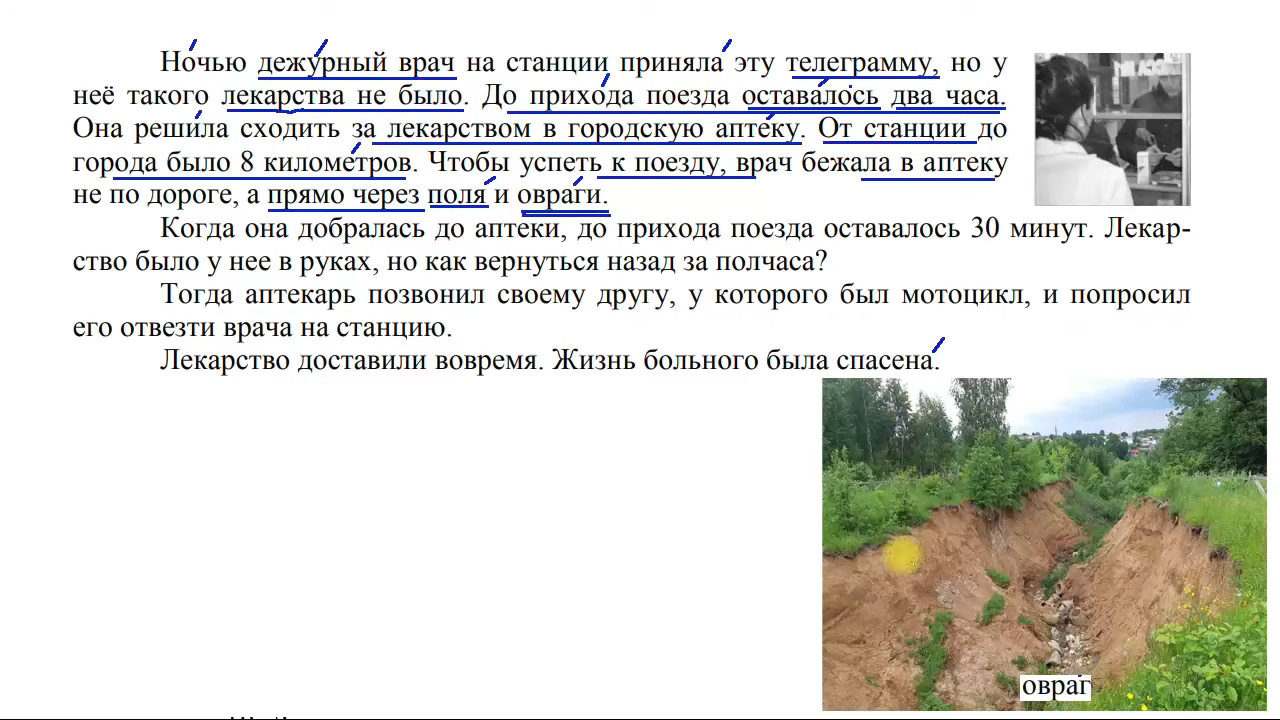 Ночью дежурный врач на станции приняла эту телеграмму, но у
неё такого лекарства не было. До прихода поезда оставалось два часа.
Она решила сходить за лекарством в городскую аптеку. От станции до
города было 8 километров. Чтобы успеть к поезду, врач бежала в аптеку
не по дороге, а прямо через поля и овраги.
Когда она добралась до аптеки, до прихода поезда оставалось 30 минут. Лекар-
ство было у нее в руках, но как вернуться назад за полчаса?
Тогда аптекарь позвонил своему другу, у которого был мотоцикл, и попросил
его отвезти врача на станцию.
Лекарство доставили вовремя. Жизнь больного была спасена.
овраг